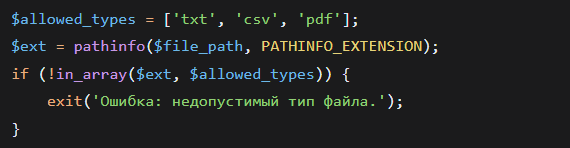 $allowed_types = ['txt', 'csv', 'pdf'];
$ext = pathinfo($file_path, PATHINFO_EXTENSION);
if (!in_array($ext, $allowed_types)) {
    exit('Ошибка: недопустимый тип файла.');
}